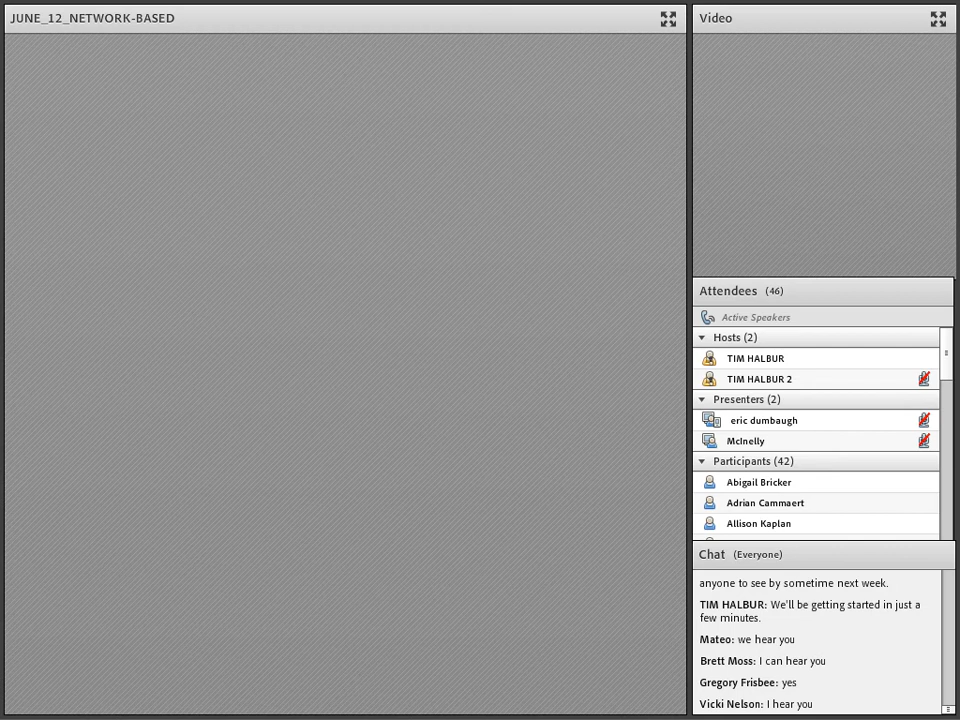 JUNE_12_NETWORK-BASED
Video
Attendees (46)
Active Speakers
Hosts (2)
TIM HALBUR
TIM HALBUR 2
Presenters (2)
eric dumbaugh
McInelly
Participants (42)
Abigail Bricker
Adrian Cammaert
Allison Kaplan
Chat (Everyone)
anyone to see by sometime next week.
TIM HALBUR: We'll be getting started in just a
few minutes.
Mateo: we hear you
Brett Moss: I can hear you
Gregory Frisbee: yes
Vicki Nelson: I hear you